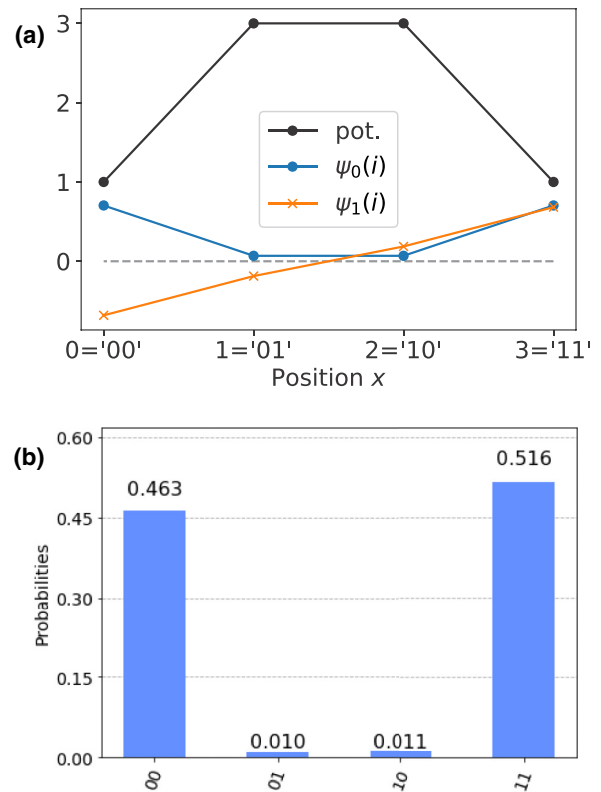 (a)
3
2
1
0
pot.
ψ₀(i)
ψ₁(i)
0='00' 1='01' 2='10' 3='11'
Position x
(b)
0.60
0.45
0.30
0.15
0.00
Probabilities
0.463
0.010
0.011
0.516
00 01 10 11